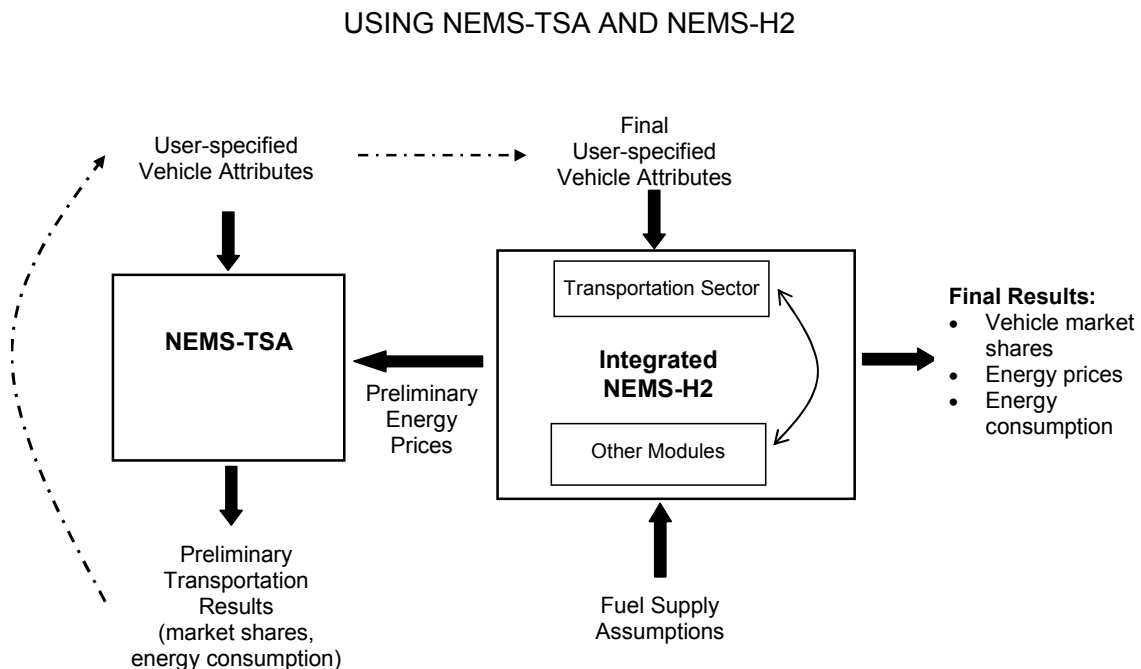 USING NEMS-TSA AND NEMS-H2
User-specified
Vehicle Attributes
Final
User-specified
Vehicle Attributes
NEMS-TSA
Preliminary
Energy
Prices
Transportation Sector
Integrated
NEMS-H2
Other Modules
Final Results:
• Vehicle market
shares
• Energy prices
• Energy
consumption
Preliminary
Transportation
Results
(market shares,
energy consumption)
Fuel Supply
Assumptions